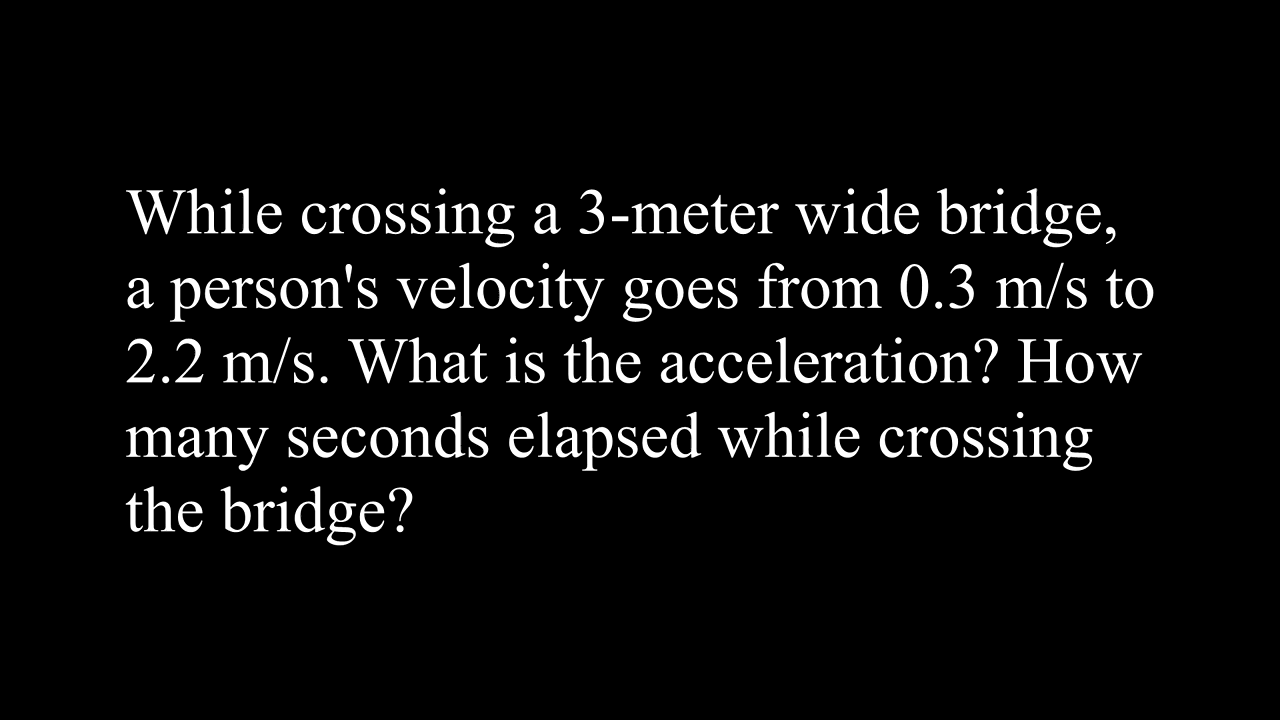 While crossing a 3-meter wide bridge,
a person's velocity goes from 0.3 m/s to
2.2 m/s. What is the acceleration? How
many seconds elapsed while crossing
the bridge?